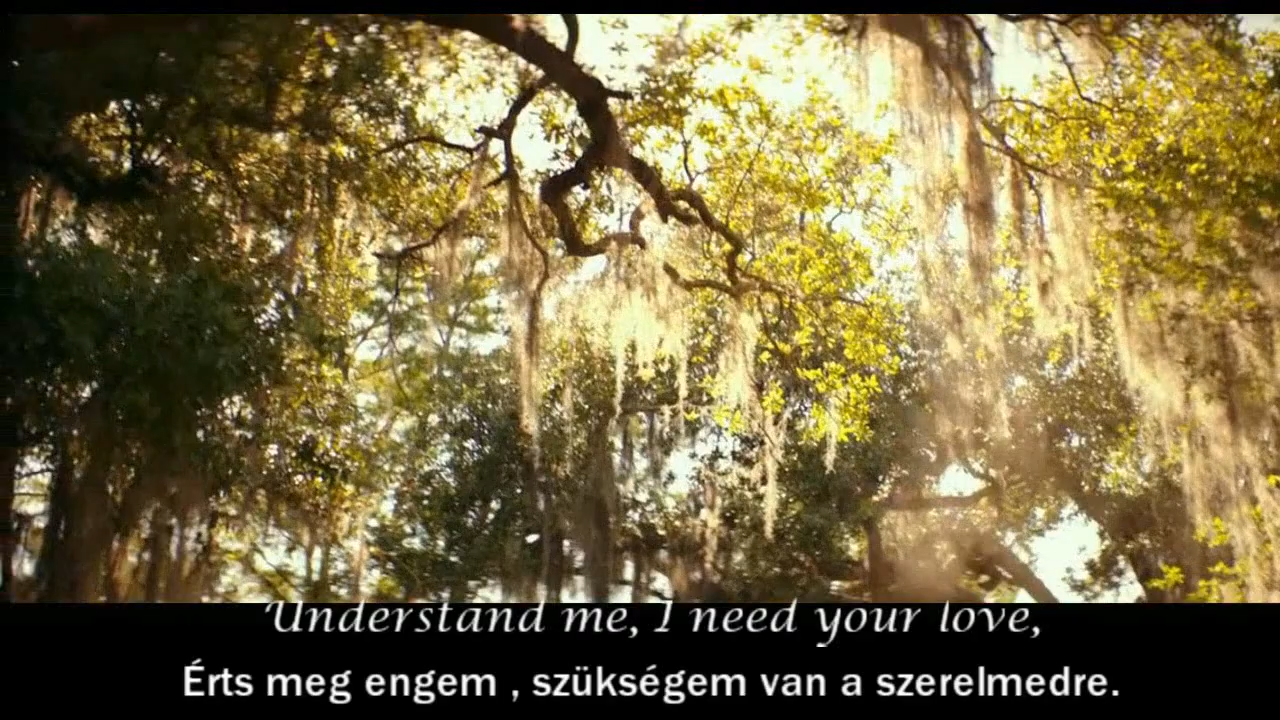 Understand me, I need your love,
Érts meg engem , szükségem van a szerelmedre.